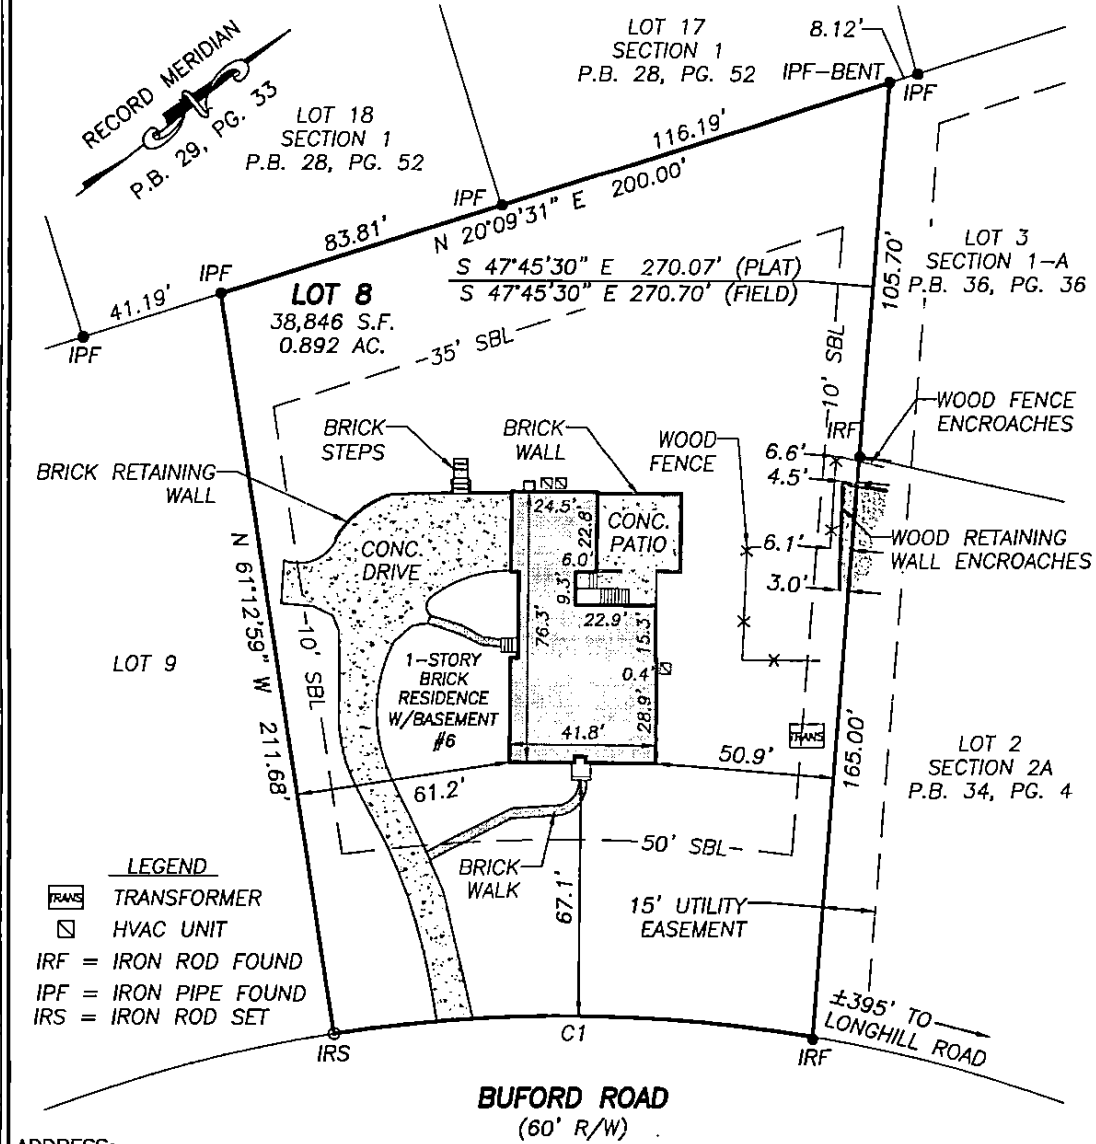 LOT 17
SECTION 1
P.B. 28, PG. 52
8.12'
IPF-BENT
IPF
RECORD MERIDIAN
P.B. 29, PG. 33
LOT 18
SECTION 1
P.B. 28, PG. 52
116.19'
IPF
N 20°09'31" E 200.00'
83.81'
IPF
41.19'
IPF
LOT 8
38,846 S.F.
0.892 AC.
S 47°45'30" E 270.07' (PLAT)
S 47°45'30" E 270.70' (FIELD)
LOT 3
SECTION 1-A
P.B. 36, PG. 36
105.70'
35' SBL
10' SBL
IRF
WOOD FENCE
ENCROACHES
BRICK
STEPS
BRICK
WALL
WOOD
FENCE
6.6'
4.5'
BRICK RETAINING
WALL
24.5'
22.8'
CONC.
PATIO
CONC.
DRIVE
6.0
9.3'
6.1'
WOOD RETAINING
WALL ENCROACHES
3.0'
N 61°12'59" W 211.68'
76.3'
22.9'
15.3'
LOT 9
10' SBL
1-STORY
BRICK
RESIDENCE
W/BASEMENT
#6
0.4'
28.9'
41.8'
TRANS
50.9'
165.00'
LOT 2
SECTION 2A
P.B. 34, PG. 4
61.2'
50' SBL
BRICK
WALK
67.1'
15' UTILITY
EASEMENT
LEGEND
TRANS TRANSFORMER
HVAC UNIT
IRF = IRON ROD FOUND
IPF = IRON PIPE FOUND
IRS = IRON ROD SET
±395' TO
LONGHILL ROAD
IRS
C1
IRF
BUFORD ROAD
(60' R/W)
ADDRESS: